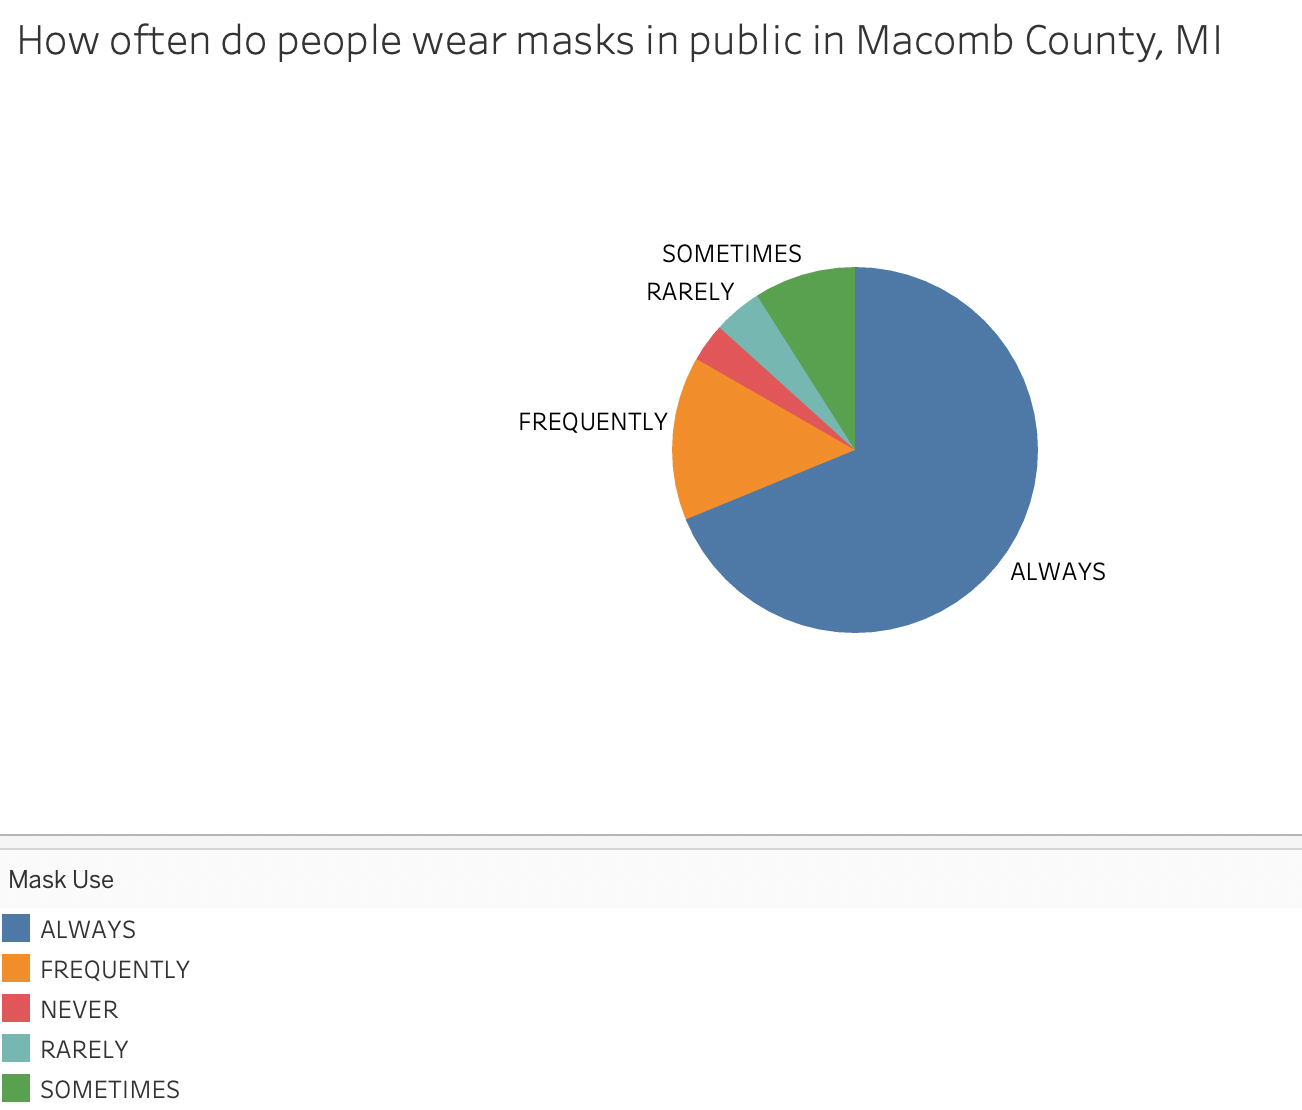 How often do people wear masks in public in Macomb County, MI
SOMETIMES
RARELY
FREQUENTLY
ALWAYS
Mask Use
ALWAYS
FREQUENTLY
NEVER
RARELY
SOMETIMES